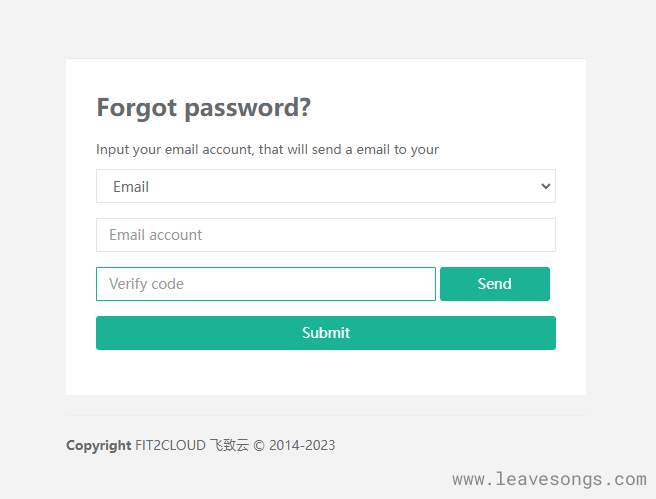 Forgot password?
Input your email account, that will send a email to your
Email
Email account
Verify code
Send
Submit
Copyright FIT2CLOUD 飞致云 © 2014-2023
www.leavesongs.com